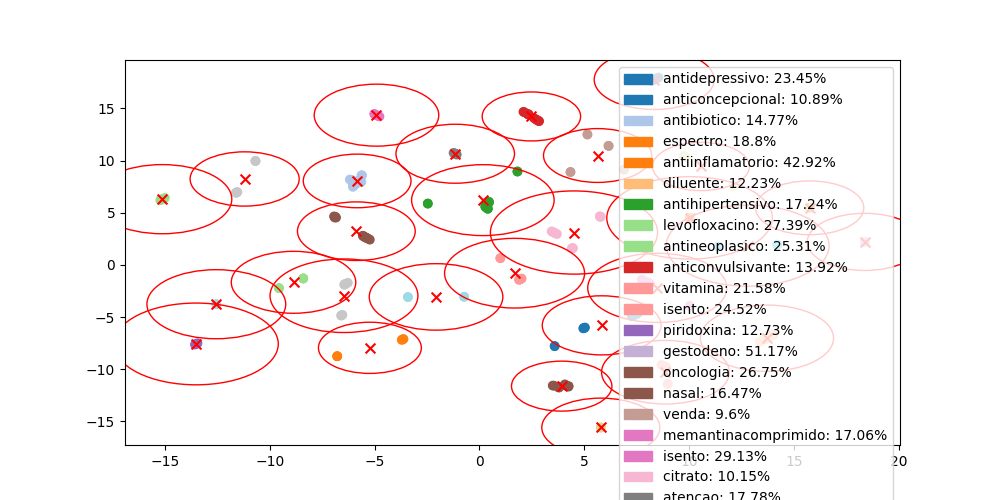 15
10
5
0
−5
−10
−15
−15
−10
−5
0
5
10
15
20
antidepressivo: 23.45%
anticoncepcional: 10.89%
antibiotico: 14.77%
espectro: 18.8%
antiinflamatorio: 42.92%
diluente: 12.23%
antihipertensivo: 17.24%
levofloxacino: 27.39%
antineoplasico: 25.31%
anticonvulsivante: 13.92%
vitamina: 21.58%
isento: 24.52%
piridoxina: 12.73%
gestodeno: 51.17%
oncologia: 26.75%
nasal: 16.47%
venda: 9.6%
memantinacomprimido: 17.06%
isento: 29.13%
citrato: 10.15%
atencao: 17.78%